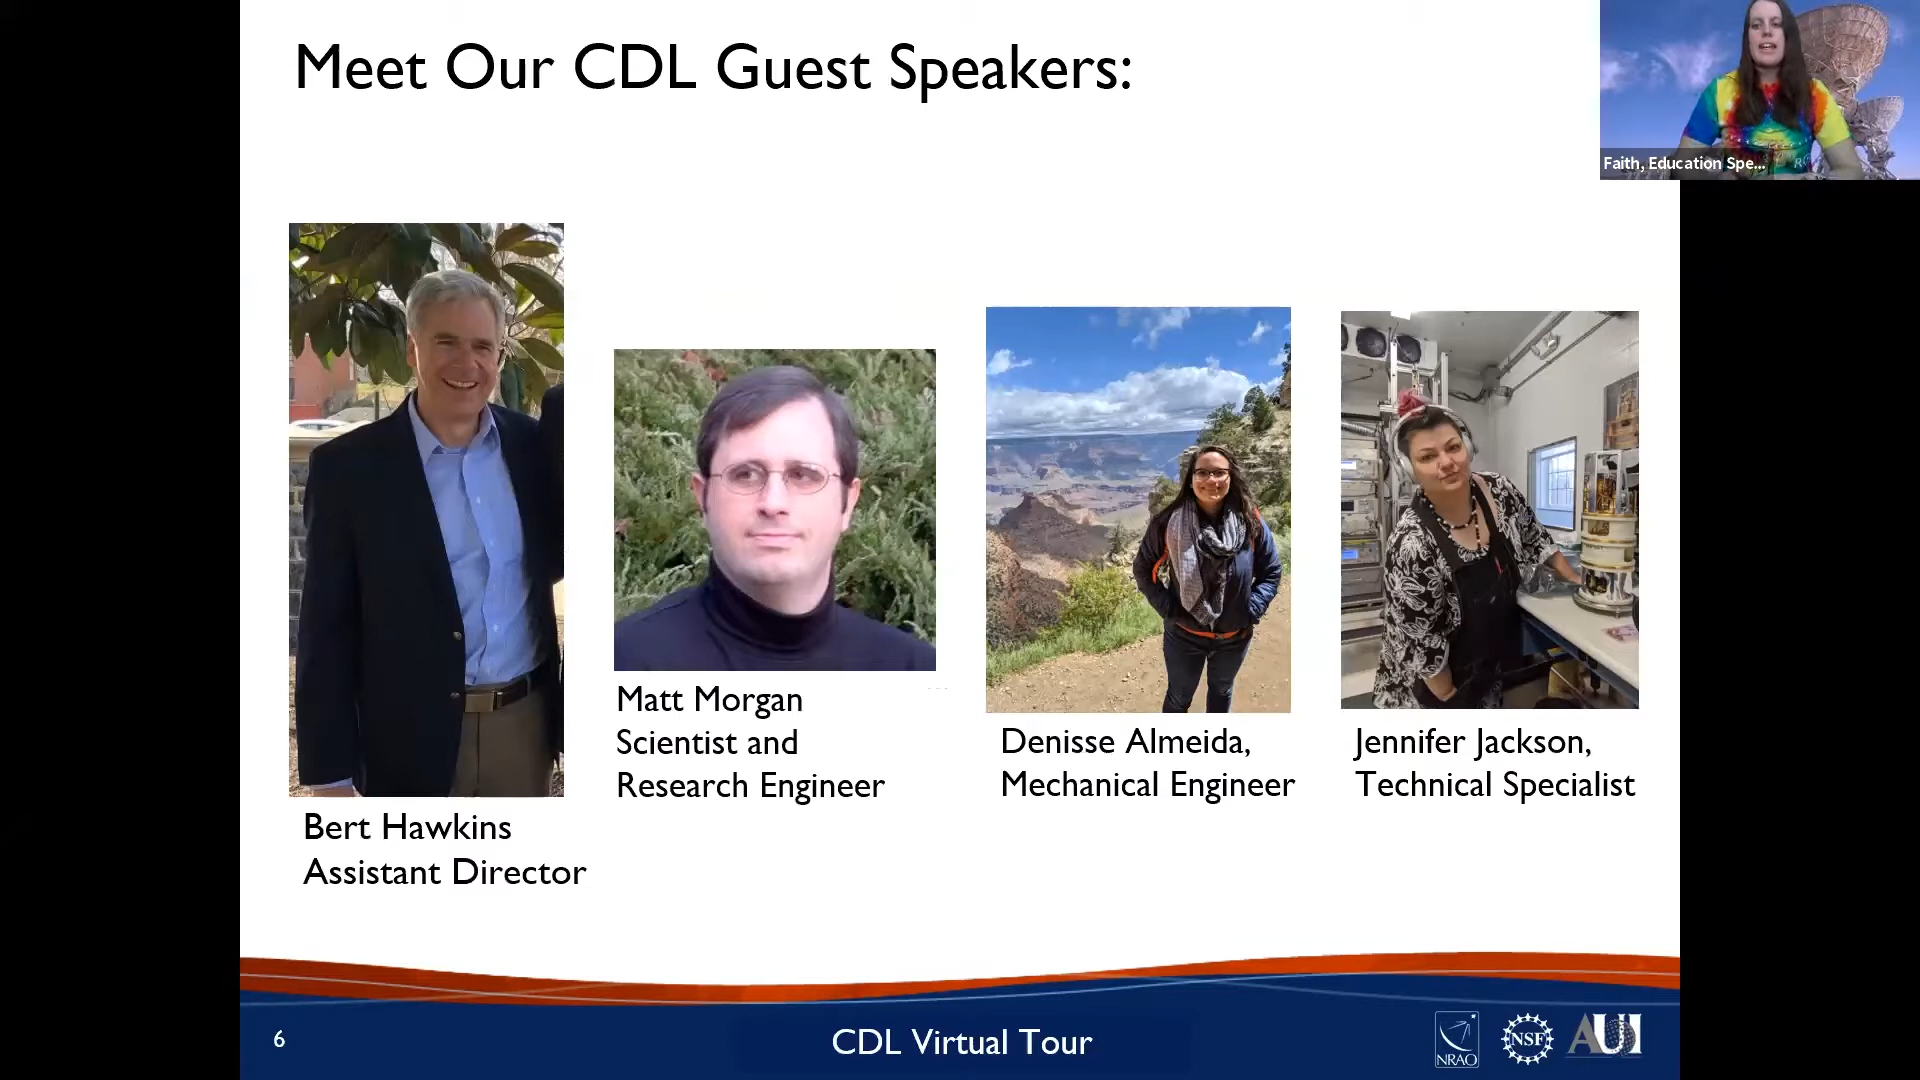 Meet Our CDL Guest Speakers:
Faith, Education Spe...
Matt Morgan
Scientist and
Research Engineer
Denisse Almeida,
Mechanical Engineer
Jennifer Jackson,
Technical Specialist
Bert Hawkins
Assistant Director
6
CDL Virtual Tour
NRAO
NSF
AUI